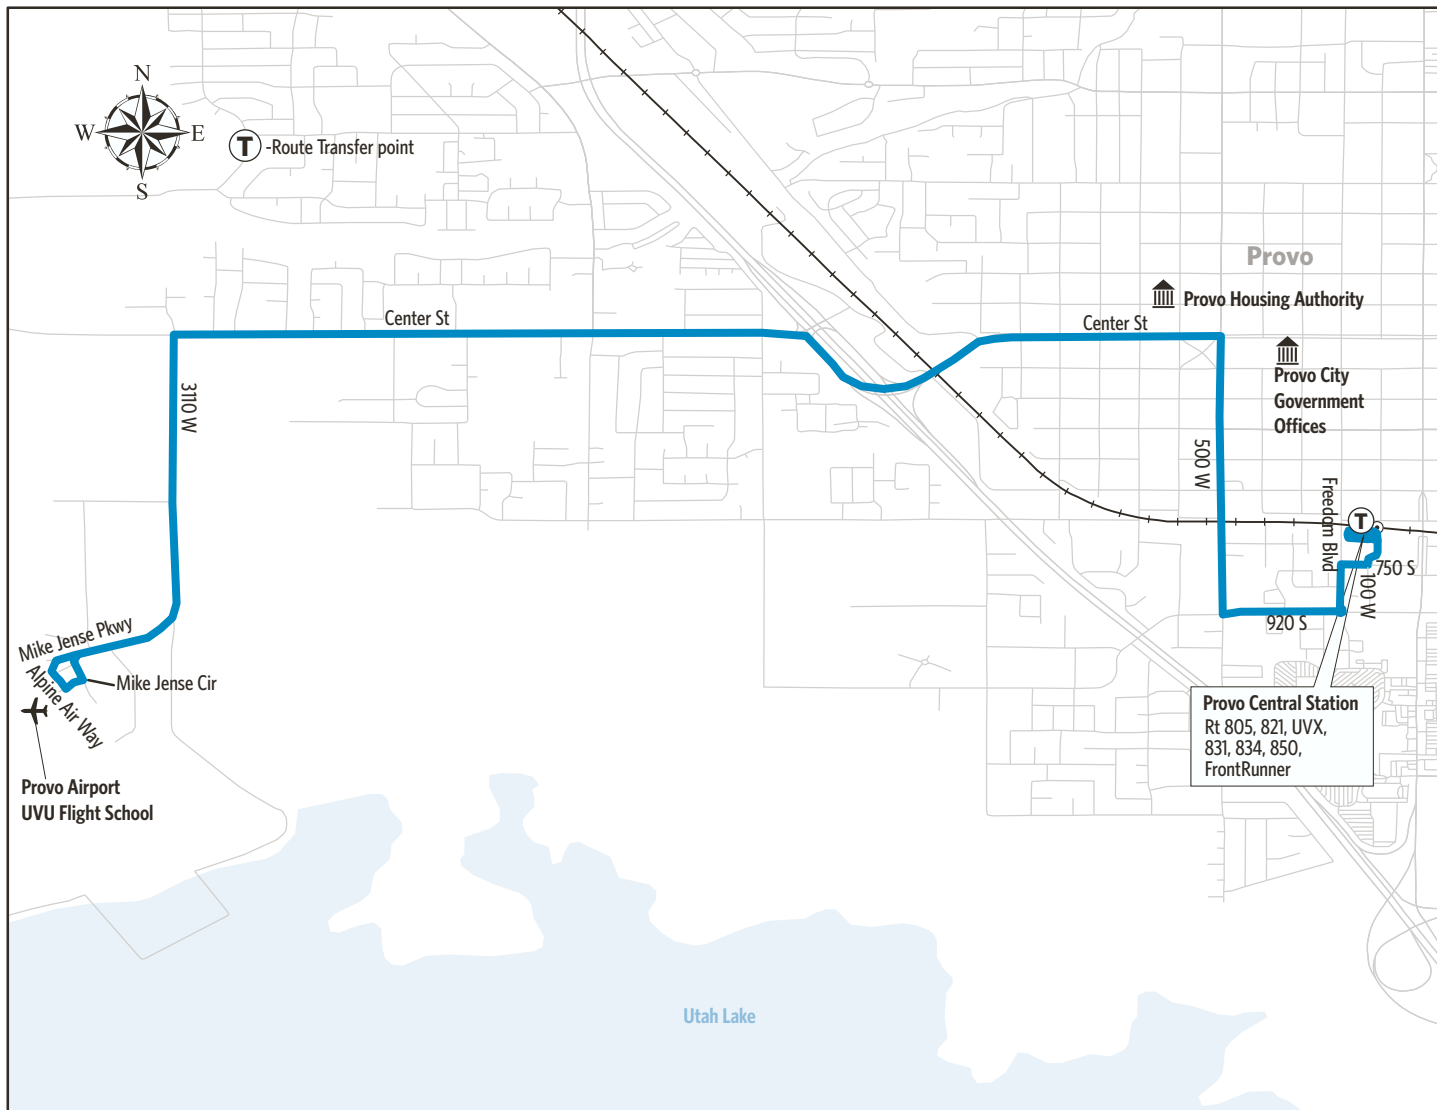 N
W
E
S
T
-Route Transfer point
Provo
Provo Housing Authority
Center St
Center St
Provo City
Government
Offices
3110 W
500 W
Freedom Blvd
T
750 S
100 W
920 S
Mike Jense Pkwy
Mike Jense Cir
Alpine Air Way
Provo Central Station
Rt 805, 821, UVX,
831, 834, 850,
FrontRunner
Provo Airport
UVU Flight School
Utah Lake